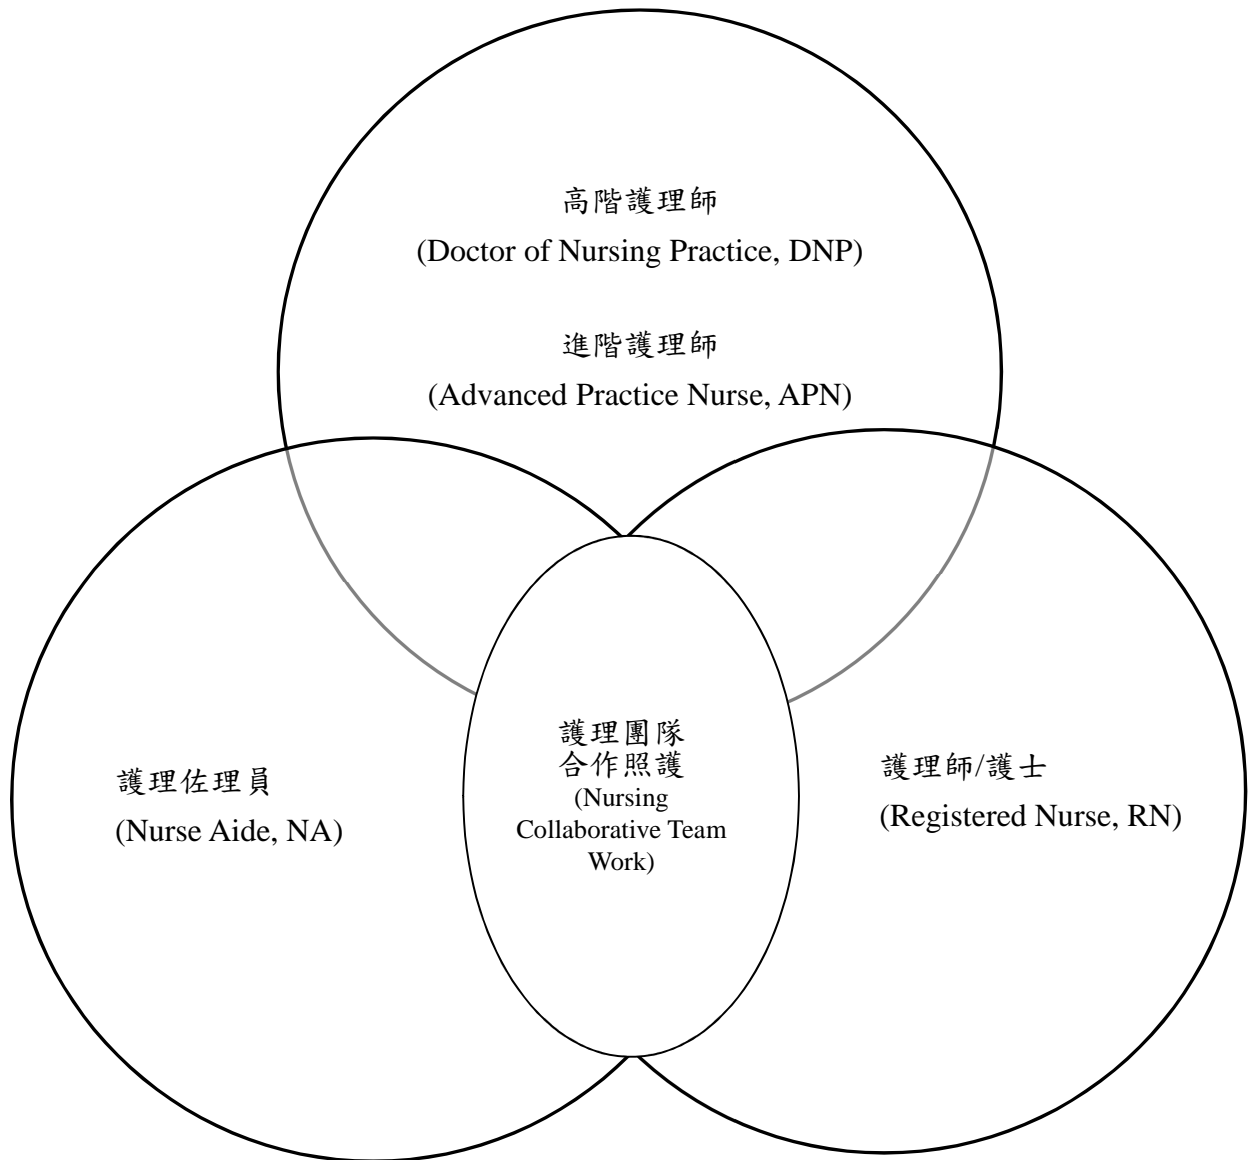 高階護理師
(Doctor of Nursing Practice, DNP)
進階護理師
(Advanced Practice Nurse, APN)
護理佐理員
(Nurse Aide, NA)
護理團隊
合作照護
(Nursing
Collaborative Team
Work)
護理師/護士
(Registered Nurse, RN)